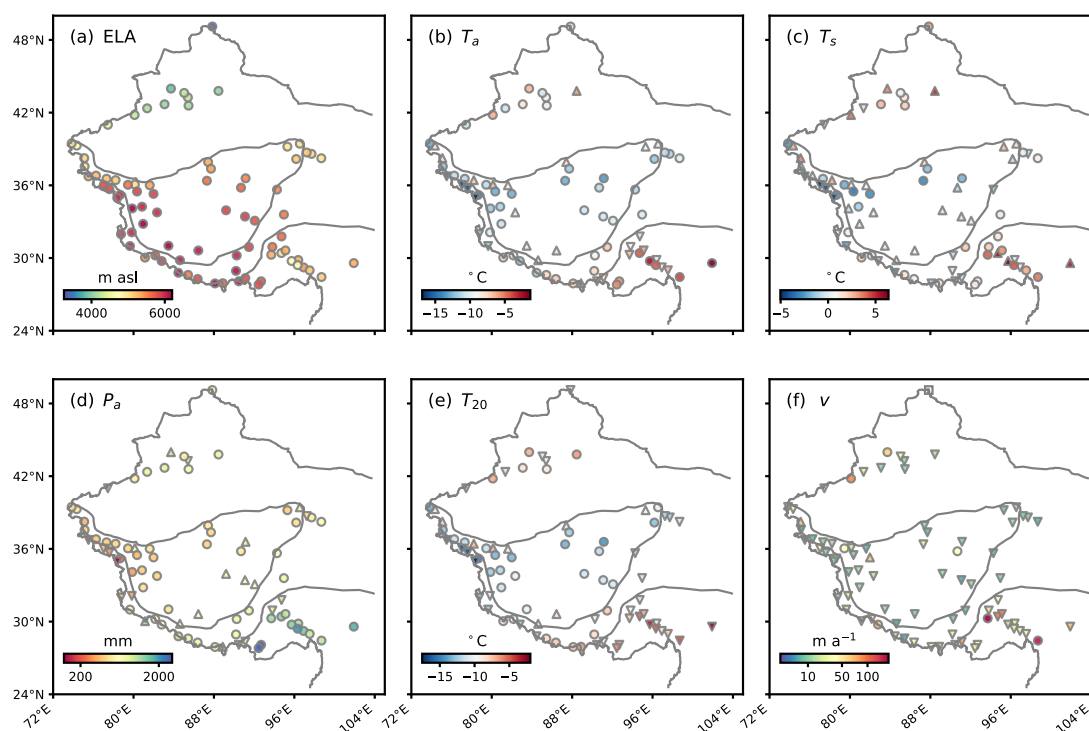 (a) ELA
(b) Ta
(c) Ts
48°N
42°N
36°N
30°N
24°N
m asl
4000 6000
°C
−15 −10 −5
°C
−5 0 5
(d) Pa
(e) T20
(f) v
48°N
42°N
36°N
30°N
24°N
mm
200 2000
°C
−15 −10 −5
m a−1
10 50 100
72°E 80°E 88°E 96°E 104°E
72°E 80°E 88°E 96°E 104°E
72°E 80°E 88°E 96°E 104°E